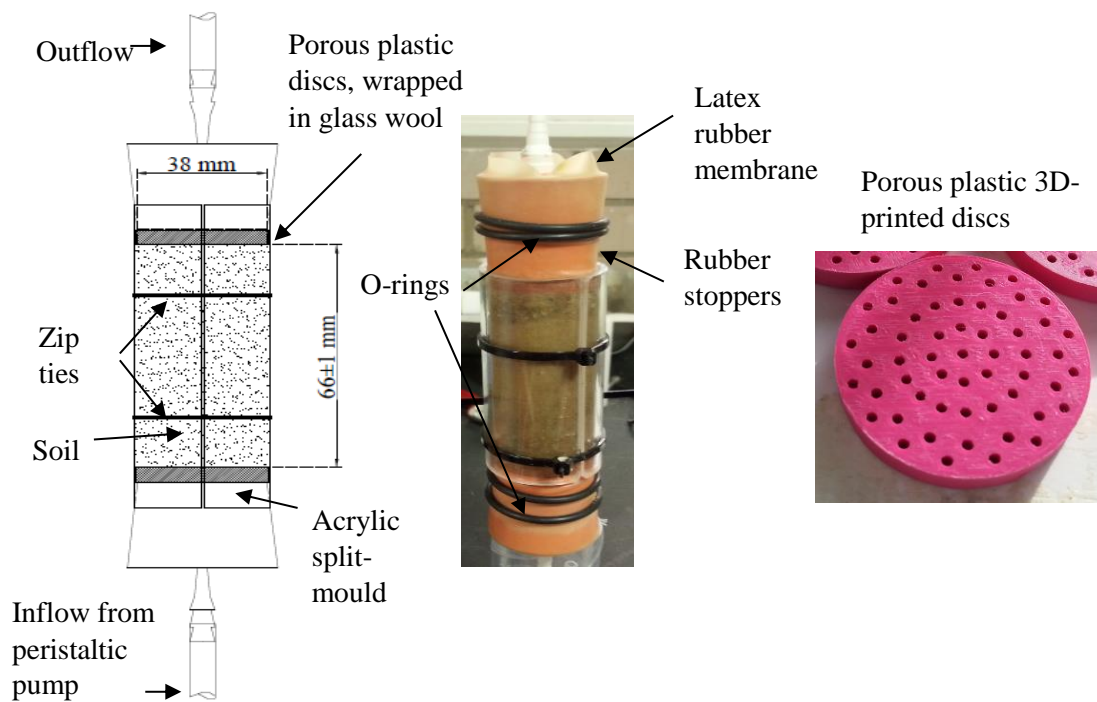 Outflow
Porous plastic
discs, wrapped
in glass wool
38 mm
66±1 mm
Zip
ties
Soil
Acrylic
split-
mould
Inflow from
peristaltic
pump
Latex
rubber
membrane
O-rings
Rubber
stoppers
Porous plastic 3D-
printed discs